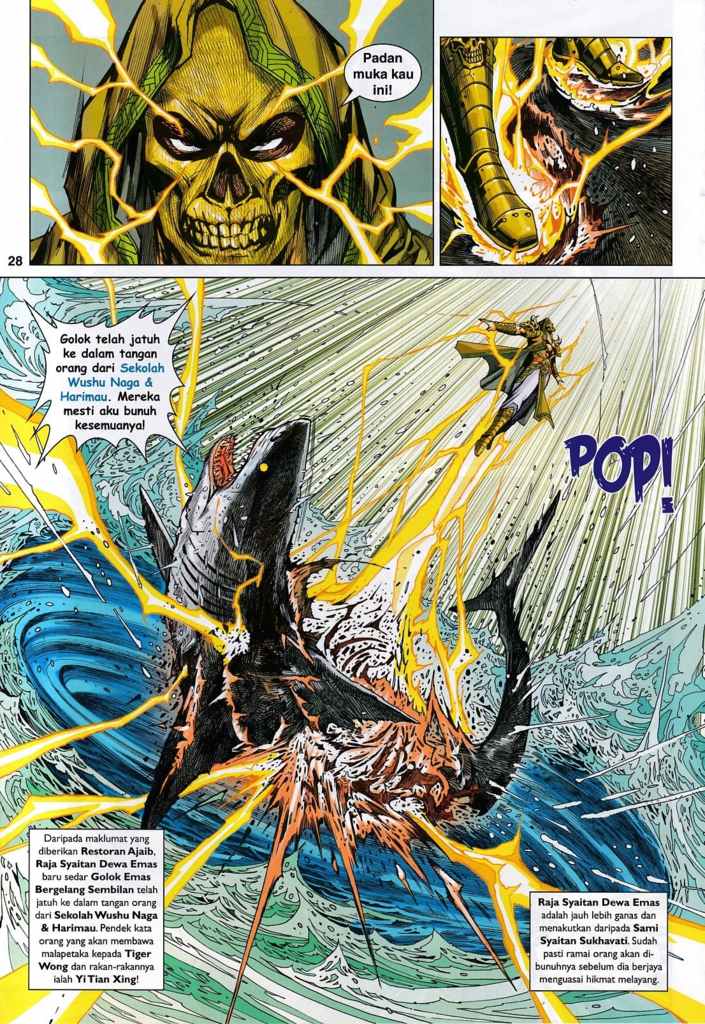 Padan
muka kau
ini!
28
Golok telah jatuh
ke dalam tangan
orang dari Sekolah
Wushu Naga &
Harimau. Mereka
mesti aku bunuh
kesemuanya!
POP!
Daripada maklumat yang
diberikan Restoran Ajaib,
Raja Syaitan Dewa Emas
baru sedar Golok Emas
Bergelang Sembilan telah
jatuh ke dalam tangan orang
dari Sekolah Wushu Naga
& Harimau. Pendek kata
orang yang akan membawa
malapetaka kepada Tiger
Wong dan rakan-rakannya
ialah Yi Tian Xing!
Raja Syaitan Dewa Emas
adalah jauh lebih ganas dan
menakutkan daripada Sami
Syaitan Sukhavati. Sudah
pasti ramai orang akan di-
bunuhnya sebelum dia berjaya
menguasai hikmat melayang.